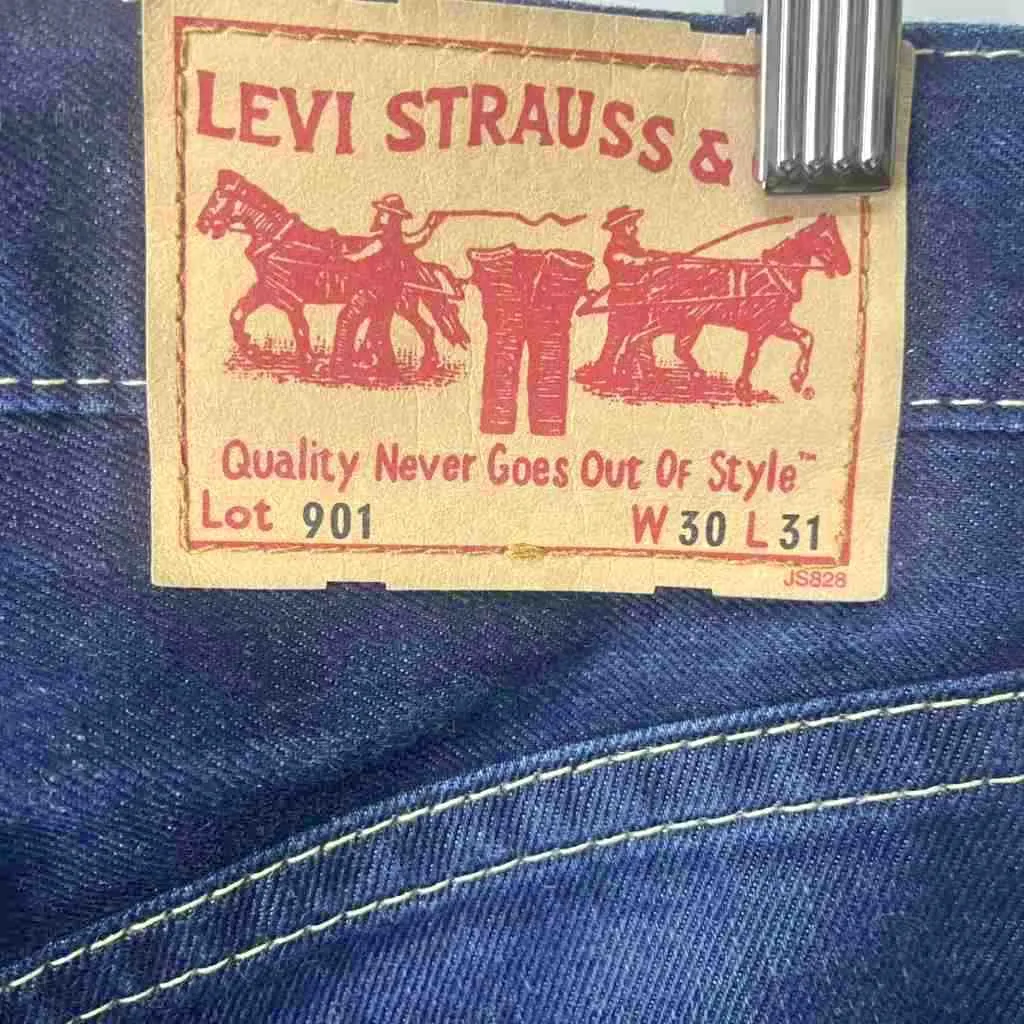 LEVI STRAUSS &
®
Quality Never Goes Out Of Style™
Lot 901 W 30 L 31
JS828